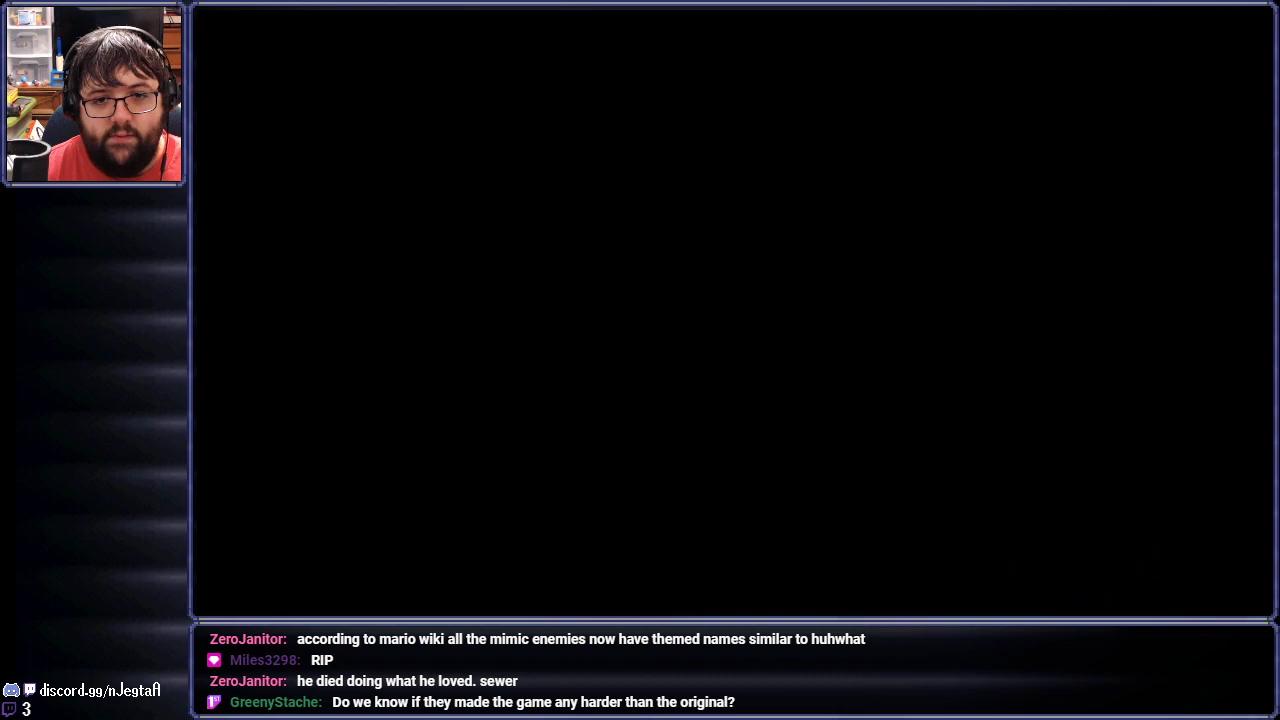 ZeroJanitor: according to mario wiki all the mimic enemies now have themed names similar to huhwhat
Miles3298: RIP
ZeroJanitor: he died doing what he loved. sewer
1ST GreenyStache: Do we know if they made the game any harder than the original?
discord.gg/nJegtaA
3